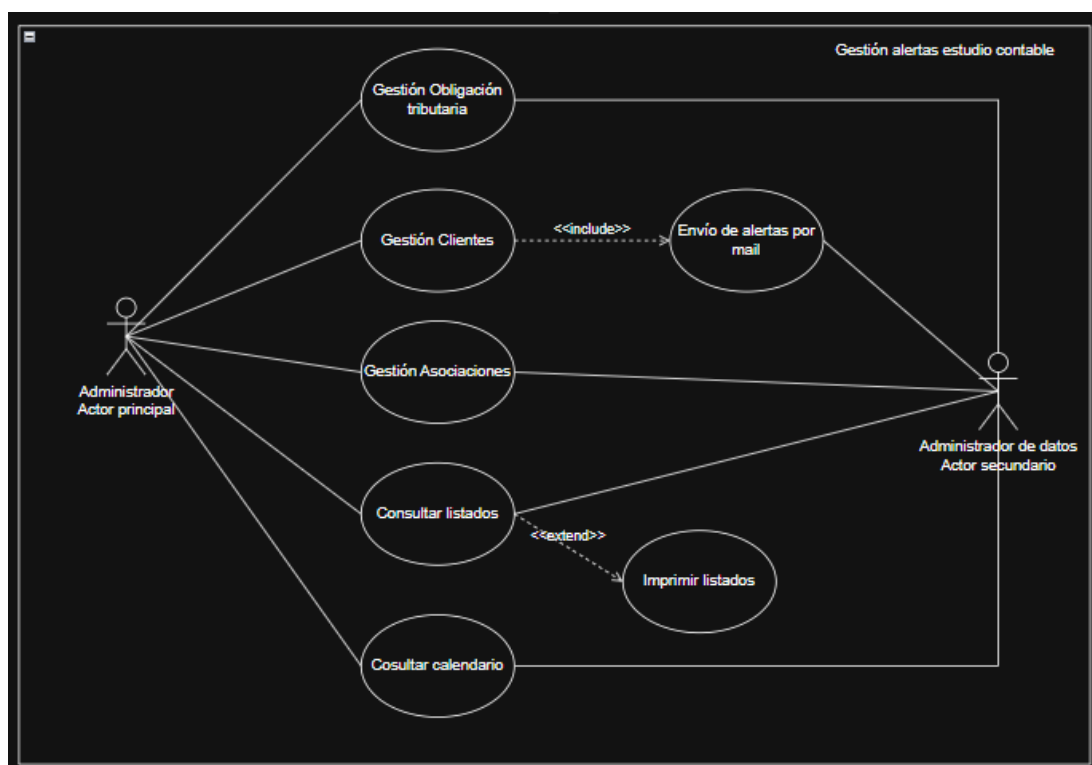 Gestión alertas estudio contable
Gestión Obligación
tributaria
Gestión Clientes
<<include>>
Envío de alertas por
mail
Gestión Asociaciones
Administrador
Actor principal
Administrador de datos
Actor secundario
Consultar listados
<<extend>>
Imprimir listados
Cosultar calendario